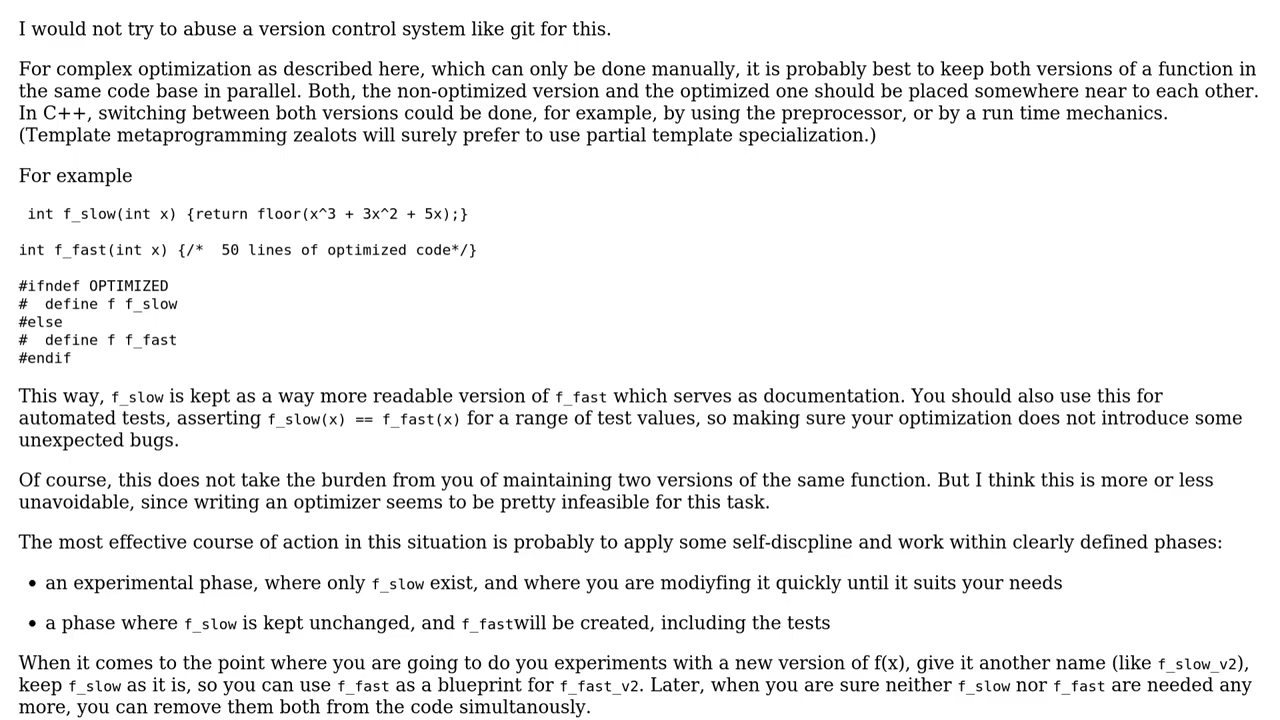 I would not try to abuse a version control system like git for this.
For complex optimization as described here, which can only be done manually, it is probably best to keep both versions of a function in
the same code base in parallel. Both, the non-optimized version and the optimized one should be placed somewhere near to each other.
In C++, switching between both versions could be done, for example, by using the preprocessor, or by a run time mechanics.
(Template metaprogramming zealots will surely prefer to use partial template specialization.)
For example
int f_slow(int x) {return floor(x^3 + 3x^2 + 5x);}
int f_fast(int x) {/*  50 lines of optimized code*/}
#ifndef OPTIMIZED
#  define f f_slow
#else
#  define f f_fast
#endif
This way, f_slow is kept as a way more readable version of f_fast which serves as documentation. You should also use this for
automated tests, asserting f_slow(x) == f_fast(x) for a range of test values, so making sure your optimization does not introduce some
unexpected bugs.
Of course, this does not take the burden from you of maintaining two versions of the same function. But I think this is more or less
unavoidable, since writing an optimizer seems to be pretty infeasible for this task.
The most effective course of action in this situation is probably to apply some self-discpline and work within clearly defined phases:
• an experimental phase, where only f_slow exist, and where you are modiyfing it quickly until it suits your needs
• a phase where f_slow is kept unchanged, and f_fastwill be created, including the tests
When it comes to the point where you are going to do you experiments with a new version of f(x), give it another name (like f_slow_v2),
keep f_slow as it is, so you can use f_fast as a blueprint for f_fast_v2. Later, when you are sure neither f_slow nor f_fast are needed any
more, you can remove them both from the code simultanously.